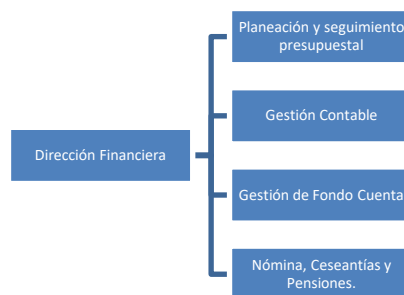 Planeación y seguimiento
presupuestal
Gestión Contable
Dirección Financiera
Gestión de Fondo Cuenta
Nómina, Ceseantías y
Pensiones.